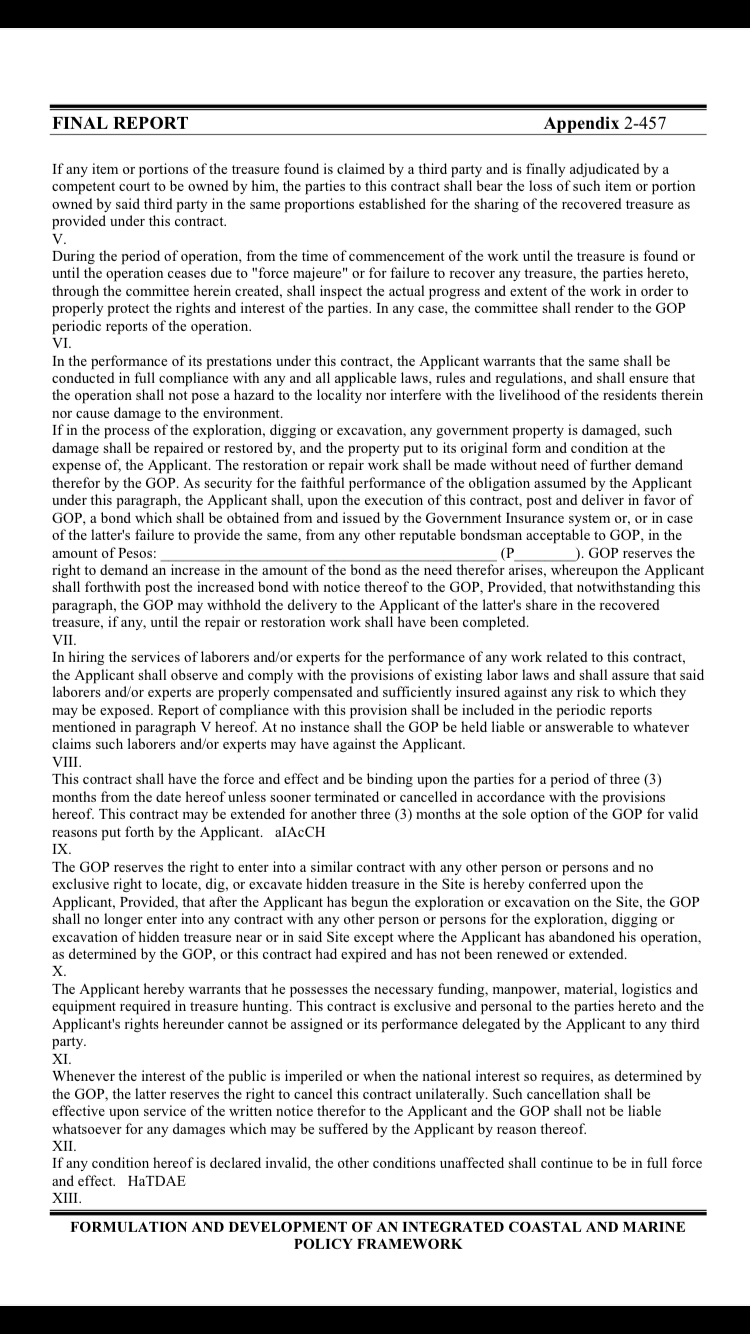 FINAL REPORT Appendix 2-457
If any item or portions of the treasure found is claimed by a third party and is finally adjudicated by a
competent court to be owned by him, the parties to this contract shall bear the loss of such item or portion
owned by said third party in the same proportions established for the sharing of the recovered treasure as
provided under this contract.
V.
During the period of operation, from the time of commencement of the work until the treasure is found or
until the operation ceases due to "force majeure" or for failure to recover any treasure, the parties hereto,
through the committee herein created, shall inspect the actual progress and extent of the work in order to
properly protect the rights and interest of the parties. In any case, the committee shall render to the GOP
periodic reports of the operation.
VI.
In the performance of its prestations under this contract, the Applicant warrants that the same shall be
conducted in full compliance with any and all applicable laws, rules and regulations, and shall ensure that
the operation shall not pose a hazard to the locality nor interfere with the livelihood of the residents therein
nor cause damage to the environment.
If in the process of the exploration, digging or excavation, any government property is damaged, such
damage shall be repaired or restored by, and the property put to its original form and condition at the
expense of, the Applicant. The restoration or repair work shall be made without need of further demand
therefor by the GOP. As security for the faithful performance of the obligation assumed by the Applicant
under this paragraph, the Applicant shall, upon the execution of this contract, post and deliver in favor of
GOP, a bond which shall be obtained from and issued by the Government Insurance system or, or in case
of the latter's failure to provide the same, from any other reputable bondsman acceptable to GOP, in the
amount of Pesos: ____________________________________________ (P________). GOP reserves the
right to demand an increase in the amount of the bond as the need therefor arises, whereupon the Applicant
shall forthwith post the increased bond with notice thereof to the GOP, Provided, that notwithstanding this
paragraph, the GOP may withhold the delivery to the Applicant of the latter's share in the recovered
treasure, if any, until the repair or restoration work shall have been completed.
VII.
In hiring the services of laborers and/or experts for the performance of any work related to this contract,
the Applicant shall observe and comply with the provisions of existing labor laws and shall assure that said
laborers and/or experts are properly compensated and sufficiently insured against any risk to which they
may be exposed. Report of compliance with this provision shall be included in the periodic reports
mentioned in paragraph V hereof. At no instance shall the GOP be held liable or answerable to whatever
claims such laborers and/or experts may have against the Applicant.
VIII.
This contract shall have the force and effect and be binding upon the parties for a period of three (3)
months from the date hereof unless sooner terminated or cancelled in accordance with the provisions
hereof. This contract may be extended for another three (3) months at the sole option of the GOP for valid
reasons put forth by the Applicant. aIAcCH
IX.
The GOP reserves the right to enter into a similar contract with any other person or persons and no
exclusive right to locate, dig, or excavate hidden treasure in the Site is hereby conferred upon the
Applicant, Provided, that after the Applicant has begun the exploration or excavation on the Site, the GOP
shall no longer enter into any contract with any other person or persons for the exploration, digging or
excavation of hidden treasure near or in said Site except where the Applicant has abandoned his operation,
as determined by the GOP, or this contract had expired and has not been renewed or extended.
X.
The Applicant hereby warrants that he possesses the necessary funding, manpower, material, logistics and
equipment required in treasure hunting. This contract is exclusive and personal to the parties hereto and the
Applicant's rights hereunder cannot be assigned or its performance delegated by the Applicant to any third
party.
XI.
Whenever the interest of the public is imperiled or when the national interest so requires, as determined by
the GOP, the latter reserves the right to cancel this contract unilaterally. Such cancellation shall be
effective upon service of the written notice therefor to the Applicant and the GOP shall not be liable
whatsoever for any damages which may be suffered by the Applicant by reason thereof.
XII.
If any condition hereof is declared invalid, the other conditions unaffected shall continue to be in full force
and effect. HaTDAE
XIII.
FORMULATION AND DEVELOPMENT OF AN INTEGRATED COASTAL AND MARINE
POLICY FRAMEWORK